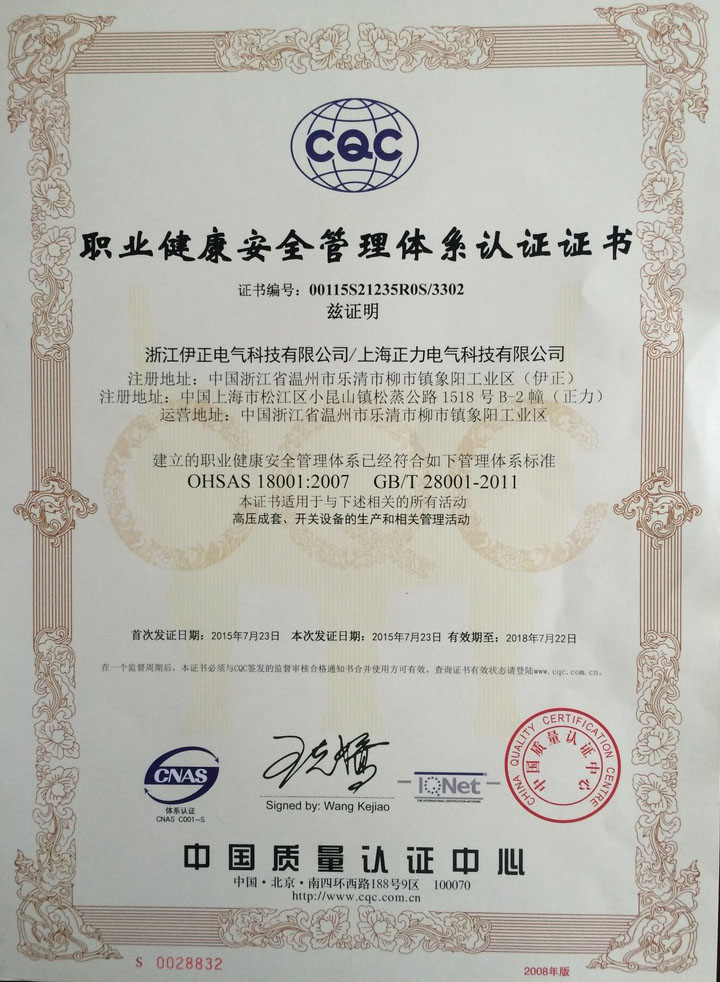 CQC
职业健康安全管理体系认证证书
证书编号：00115S21235R0S/3302
兹证明
浙江伊正电气科技有限公司/上海正力电气科技有限公司
注册地址：中国浙江省温州市乐清市柳市镇象阳工业区（伊正）
注册地址：中国上海市松江区小昆山镇松蒸公路1518号B-2幢（正力）
运营地址：中国浙江省温州市乐清市柳市镇象阳工业区
建立的职业健康安全管理体系已经符合如下管理体系标准
OHSAS 18001:2007 GB/T 28001-2011
本证书适用于与下述相关的所有活动
高压成套、开关设备的生产和相关管理活动
首次发证日期：2015年7月23日 本次发证日期：2015年7月23日 有效期至：2018年7月22日
在一个监督周期后，本证书必须与CQC签发的监督审核合格通知书合并使用方可有效。查询证书有效状态请登陆www.cqc.com.cn。
CNAS
体系认证
CNAS C001-S
王克娇
Signed by: Wang Kejiao
IQNet
THE INTERNATIONAL CERTIFICATION NETWORK
CHINA QUALITY CERTIFICATION CENTRE
中国质量认证中心
中国质量认证中心
中国·北京·南四环西路188号9区 100070
http://www.cqc.com.cn
S 0028832
2008年版